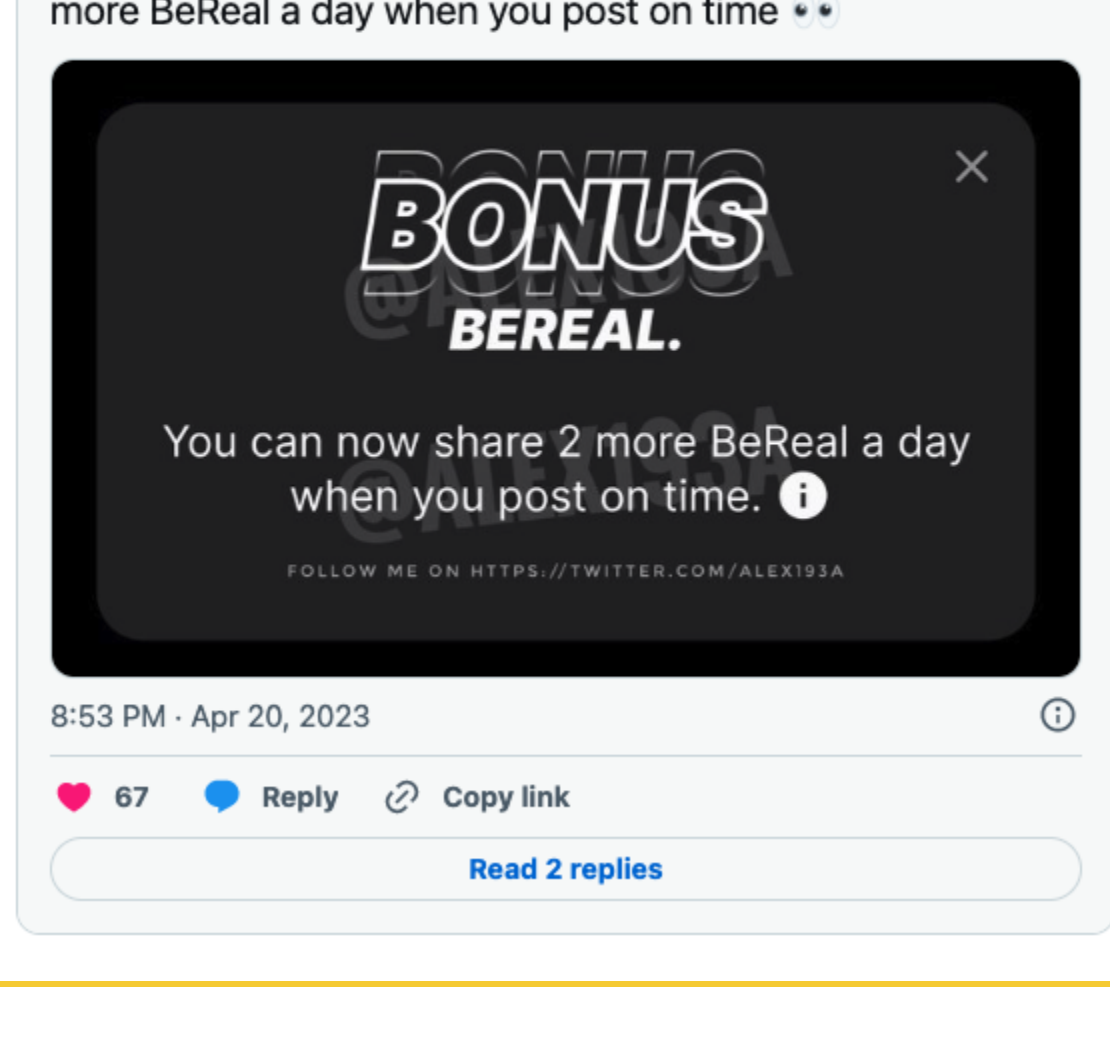 more BeReal a day when you post on time 👀
BONUS
BEREAL.
@ALEX193A
You can now share 2 more BeReal a day
when you post on time. i
@ALEX193A
FOLLOW ME ON HTTPS://TWITTER.COM/ALEX193A
8:53 PM · Apr 20, 2023
67 Reply Copy link
Read 2 replies